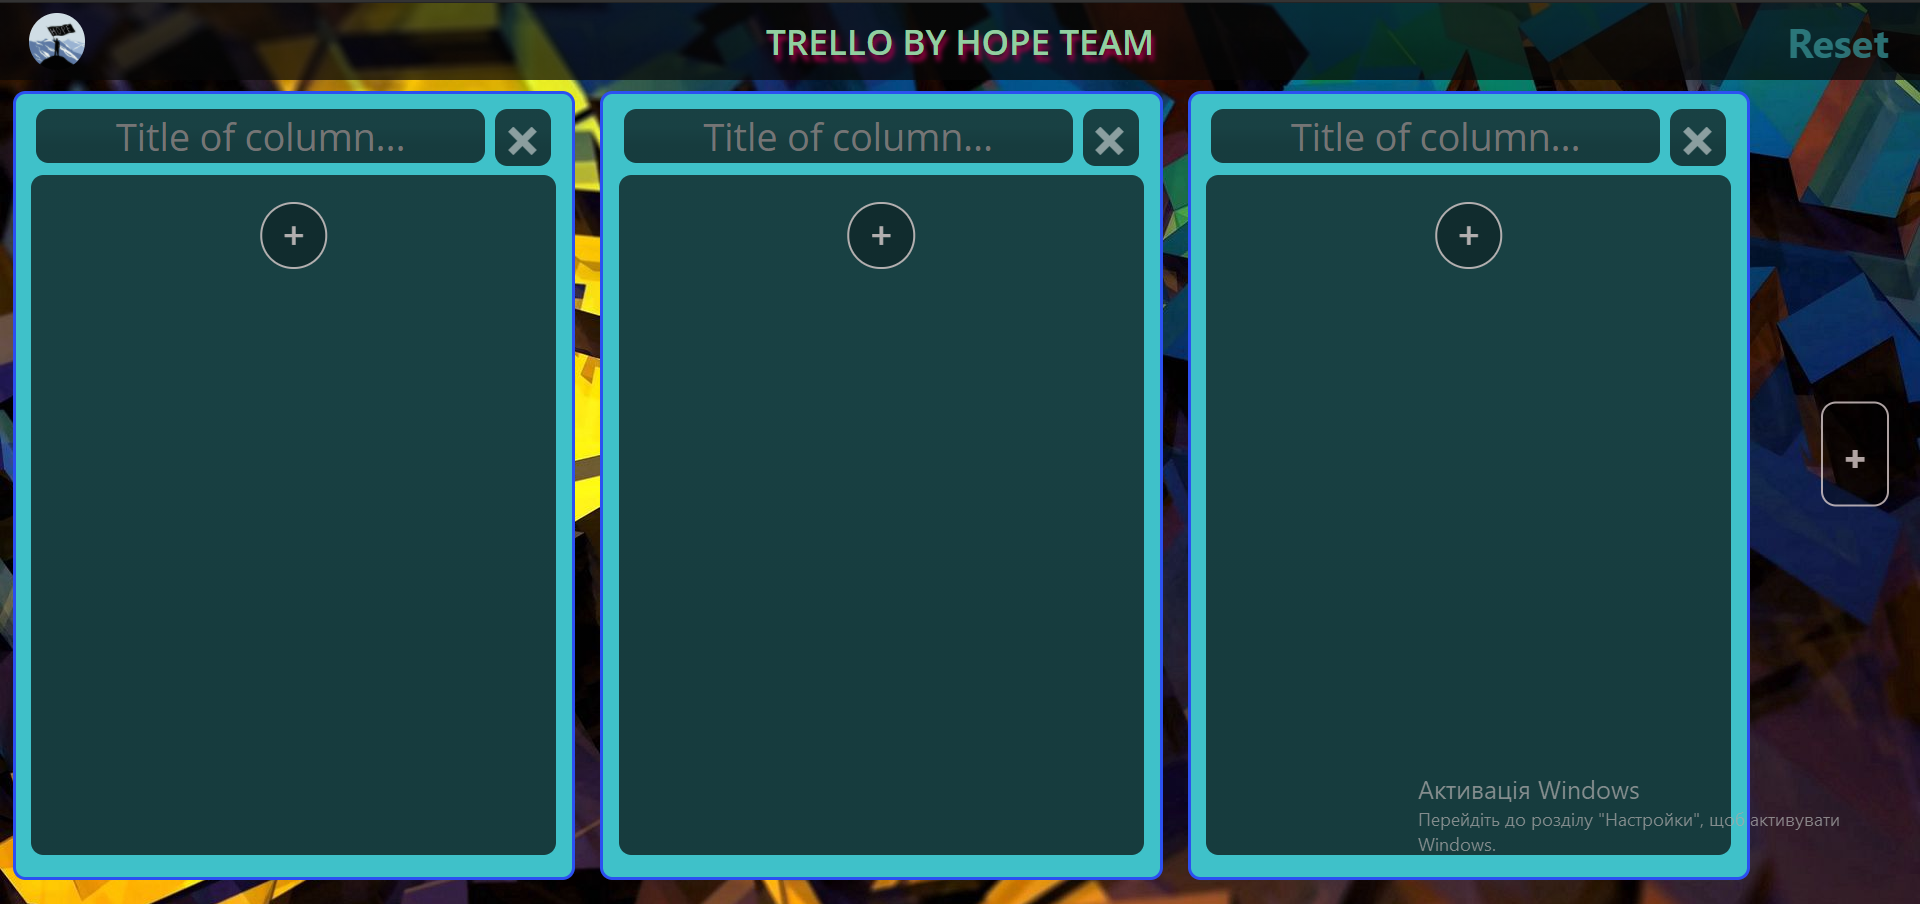 TRELLO BY HOPE TEAM
Reset
Title of column...
Title of column...
Title of column...
+
+
+
+
Активація Windows
Перейдіть до розділу "Настройки", щоб активувати
Windows.